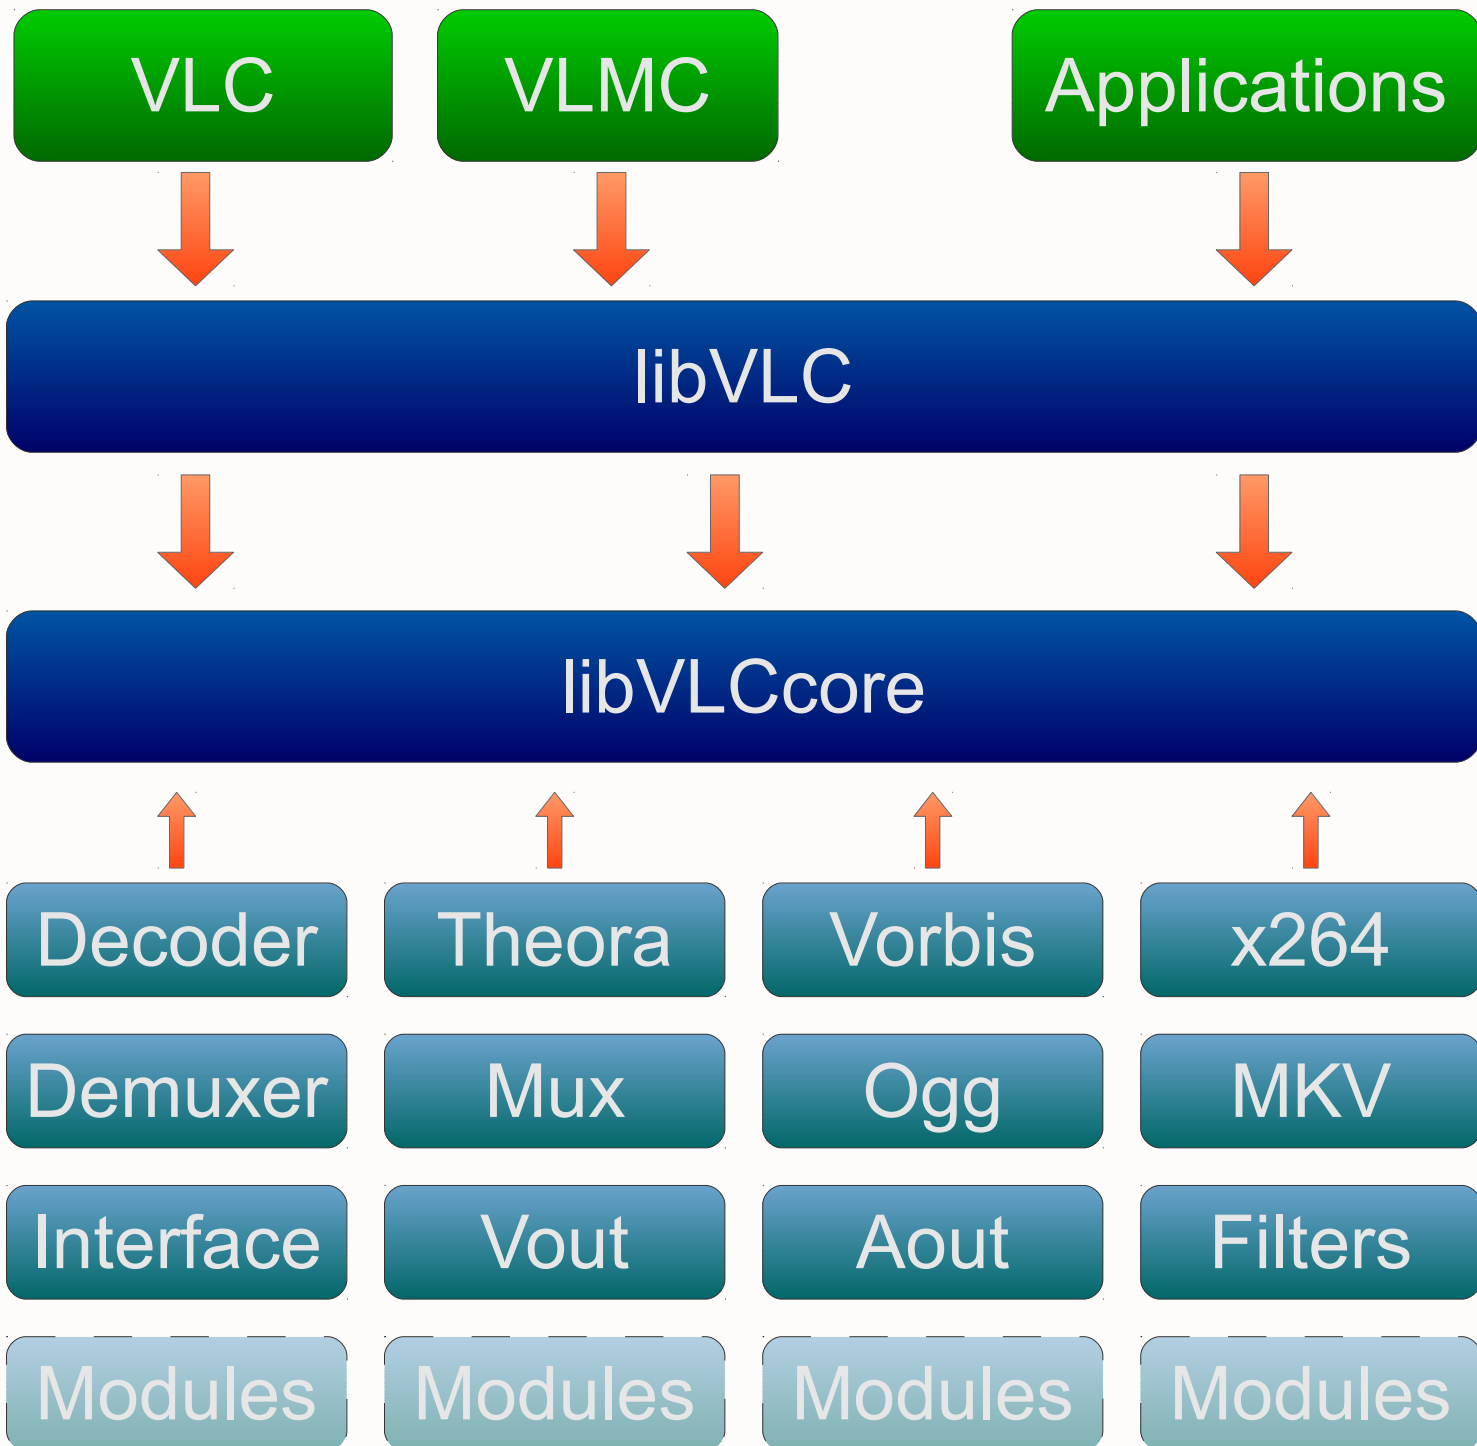 VLC VLMC Applications
libVLC
libVLCcore
Decoder Theora Vorbis x264
Demuxer Mux Ogg MKV
Interface Vout Aout Filters
Modules Modules Modules Modules